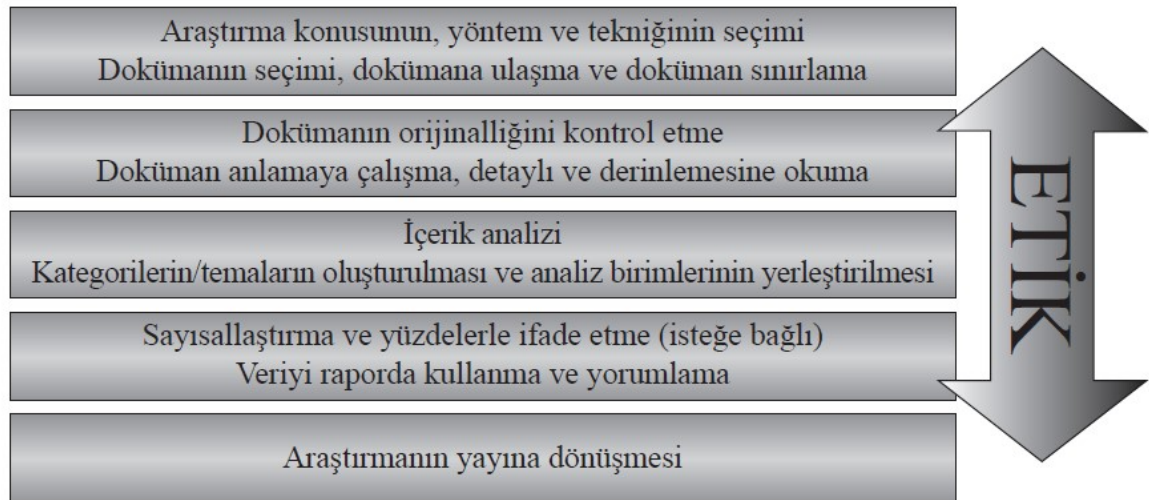 Araştırma konusunun, yöntem ve tekniğinin seçimi
Dokümanın seçimi, dokümana ulaşma ve doküman sınırlama
Dokümanın orijinalliğini kontrol etme
Doküman anlamaya çalışma, detaylı ve derinlemesine okuma
İçerik analizi
Kategorilerin/temaların oluşturulması ve analiz birimlerinin yerleştirilmesi
Sayısallaştırma ve yüzdelerle ifade etme (isteğe bağlı)
Veriyi raporda kullanma ve yorumlama
Araştırmanın yayına dönüşmesi
ETİK